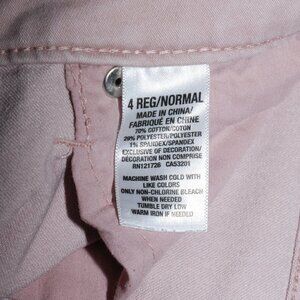 4 REG/NORMAL
MADE IN CHINA/
FABRIQUÉ EN CHINE
70% COTTON/COTON
29% POLYESTER/POLYESTER
1% SPANDEX/SPANDEX
EXCLUSIVE OF DECORATION/
DECORATION NON COMPRISE
RN121726 CA53201
MACHINE WASH COLD WITH
LIKE COLORS
ONLY NON-CHLORINE BLEACH
WHEN NEEDED
TUMBLE DRY LOW
WARM IRON IF NEEDED